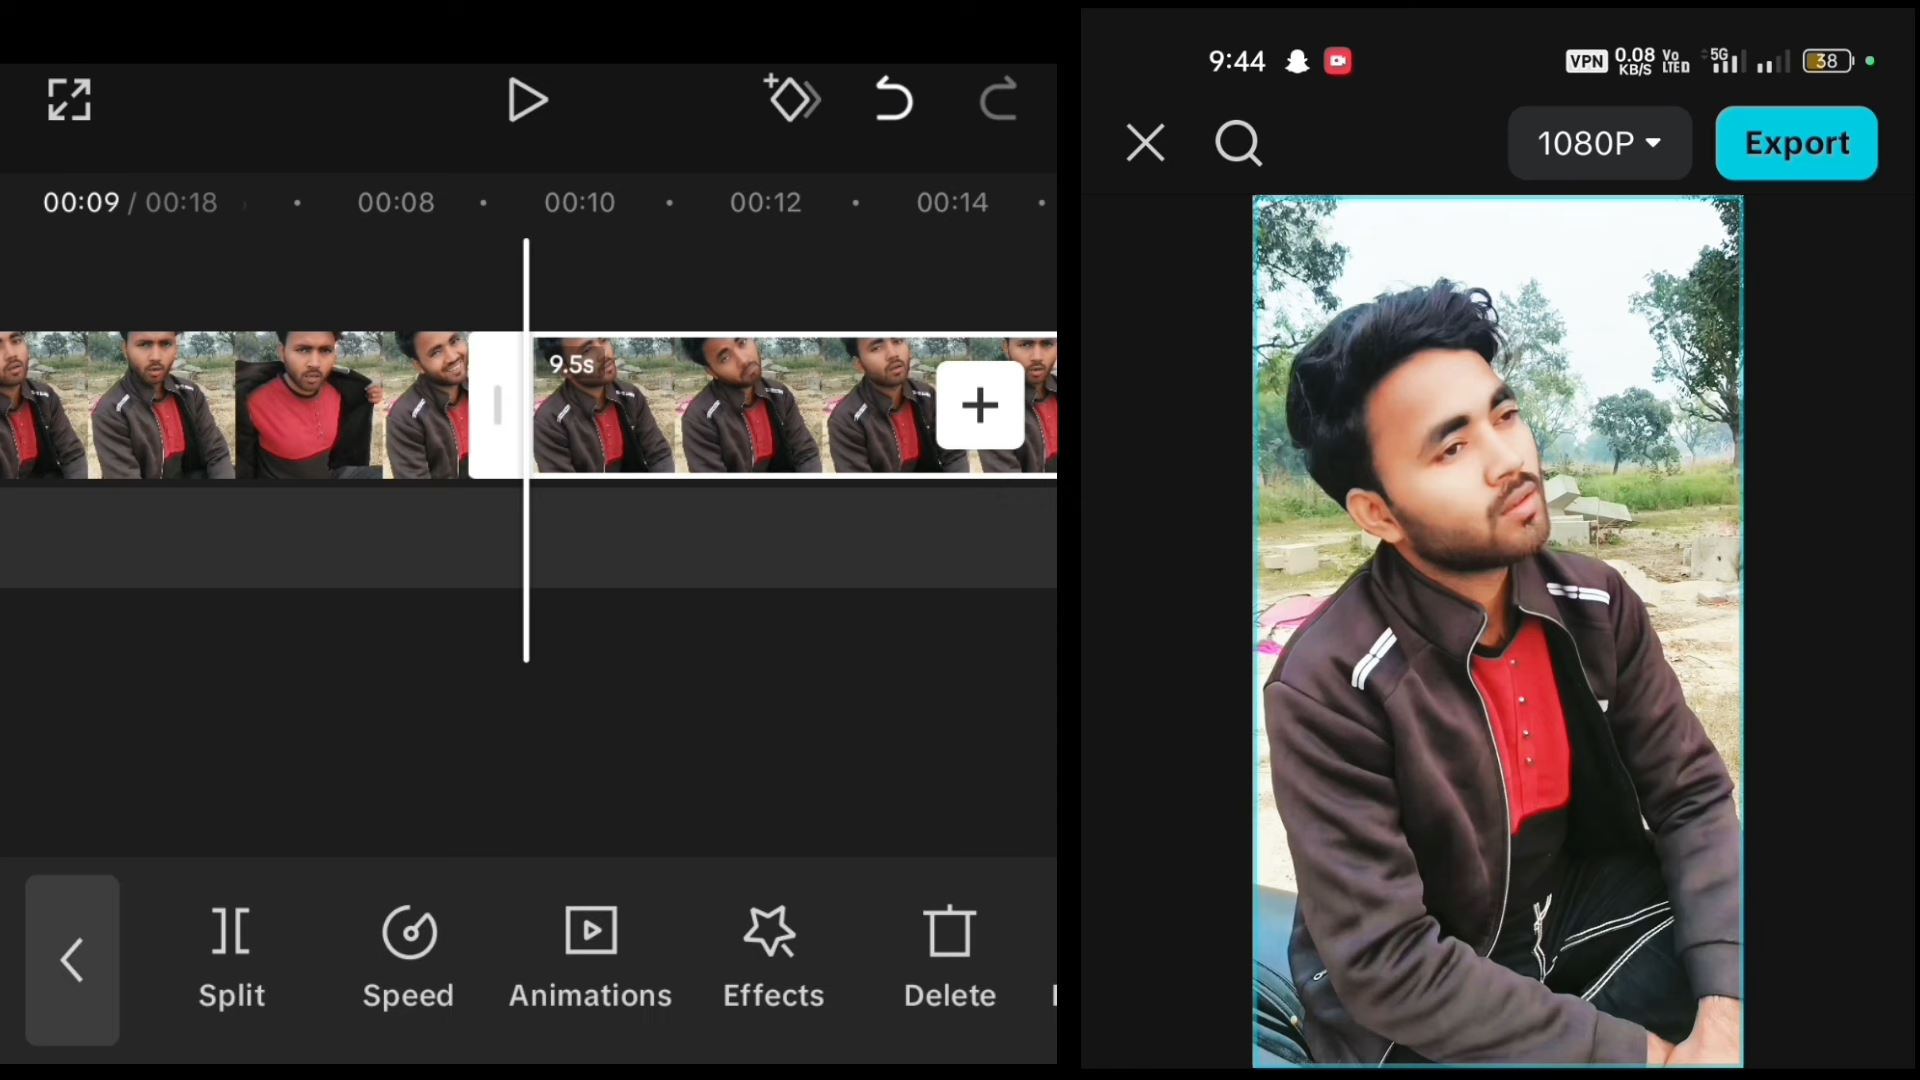 00:09 / 00:18 00:08 00:10 00:12 00:14
9.5s
Split Speed Animations Effects Delete
9:44 VPN 0.08 KB/S Vo LTE 5G 38
1080P Export